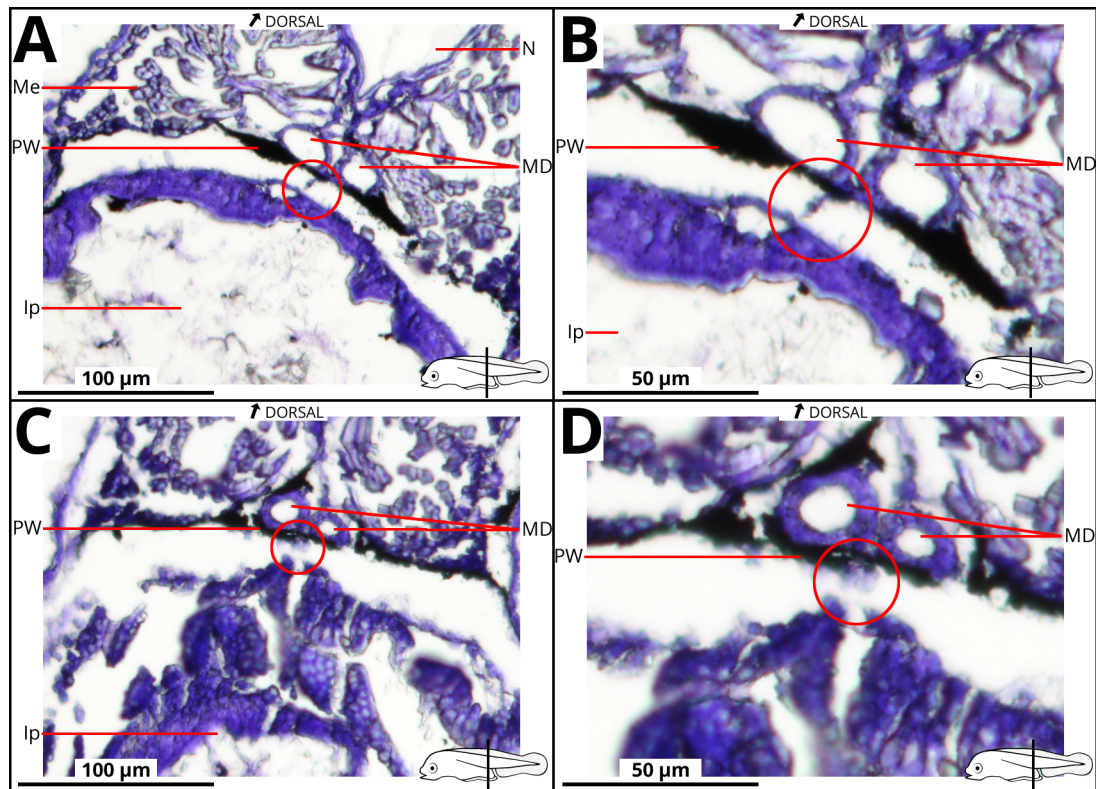 A
DORSAL
N
Me
PW
MD
Ip
100 µm
B
DORSAL
PW
MD
Ip
50 µm
C
DORSAL
PW
MD
Ip
100 µm
D
DORSAL
PW
MD
50 µm